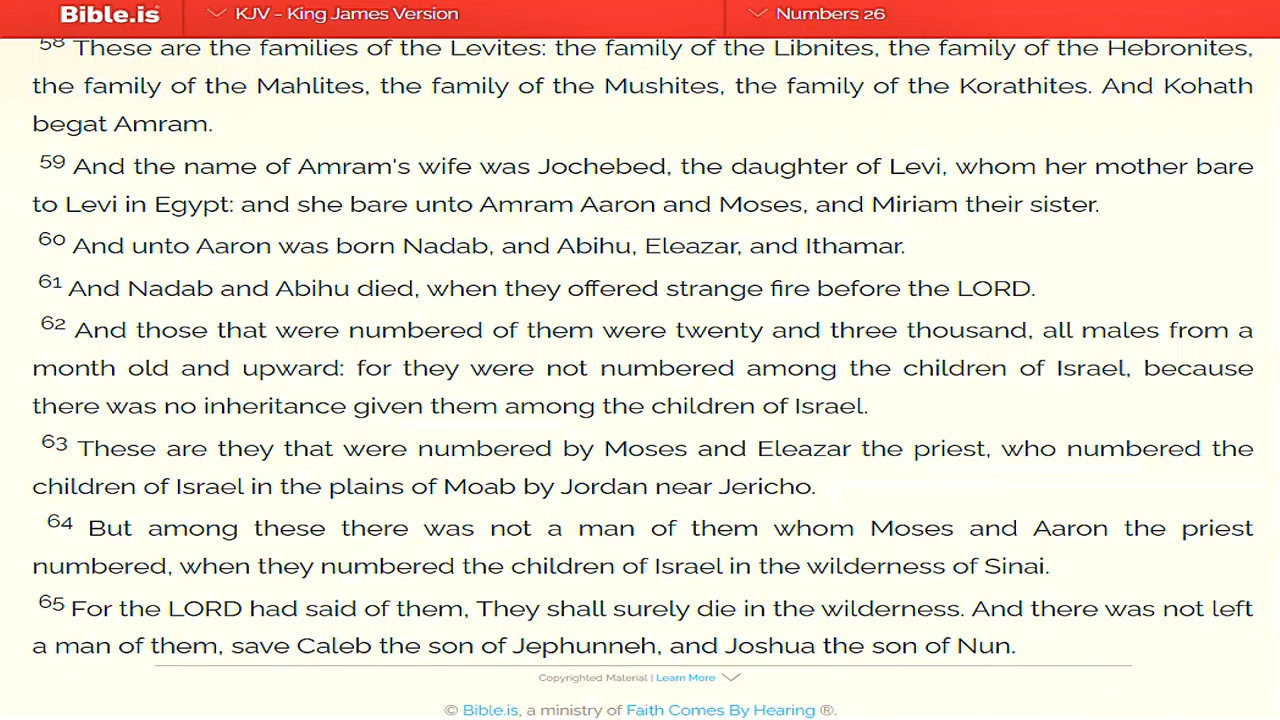 Bible.is KJV - King James Version Numbers 26
58 These are the families of the Levites: the family of the Libnites, the family of the Hebronites,
the family of the Mahlites, the family of the Mushites, the family of the Korathites. And Kohath
begat Amram.
59 And the name of Amram's wife was Jochebed, the daughter of Levi, whom her mother bare
to Levi in Egypt: and she bare unto Amram Aaron and Moses, and Miriam their sister.
60 And unto Aaron was born Nadab, and Abihu, Eleazar, and Ithamar.
61 And Nadab and Abihu died, when they offered strange fire before the LORD.
62 And those that were numbered of them were twenty and three thousand, all males from a
month old and upward: for they were not numbered among the children of Israel, because
there was no inheritance given them among the children of Israel.
63 These are they that were numbered by Moses and Eleazar the priest, who numbered the
children of Israel in the plains of Moab by Jordan near Jericho.
64 But among these there was not a man of them whom Moses and Aaron the priest
numbered, when they numbered the children of Israel in the wilderness of Sinai.
65 For the LORD had said of them, They shall surely die in the wilderness. And there was not left
a man of them, save Caleb the son of Jephunneh, and Joshua the son of Nun.
Copyrighted Material | Learn More
© Bible.is, a ministry of Faith Comes By Hearing ®.